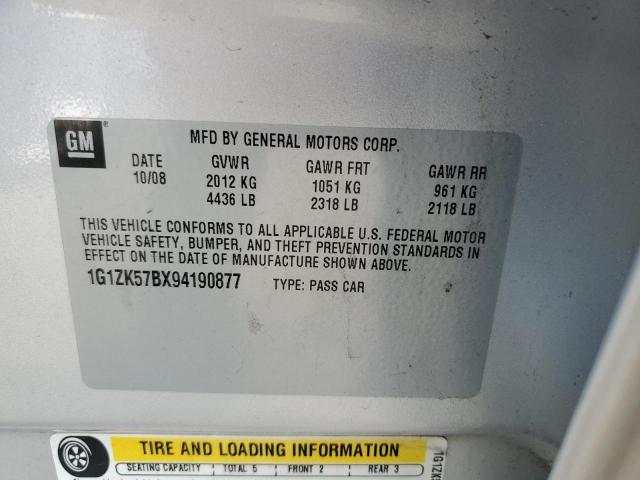 GM
MFD BY GENERAL MOTORS CORP.
DATE GVWR GAWR FRT GAWR RR
10/08 2012 KG 1051 KG 961 KG
4436 LB 2318 LB 2118 LB
THIS VEHICLE CONFORMS TO ALL APPLICABLE U.S. FEDERAL MOTOR
VEHICLE SAFETY, BUMPER, AND THEFT PREVENTION STANDARDS IN
EFFECT ON THE DATE OF MANUFACTURE SHOWN ABOVE.
1G1ZK57BX94190877 TYPE: PASS CAR
TIRE AND LOADING INFORMATION
SEATING CAPACITY TOTAL 5 FRONT 2 REAR 3